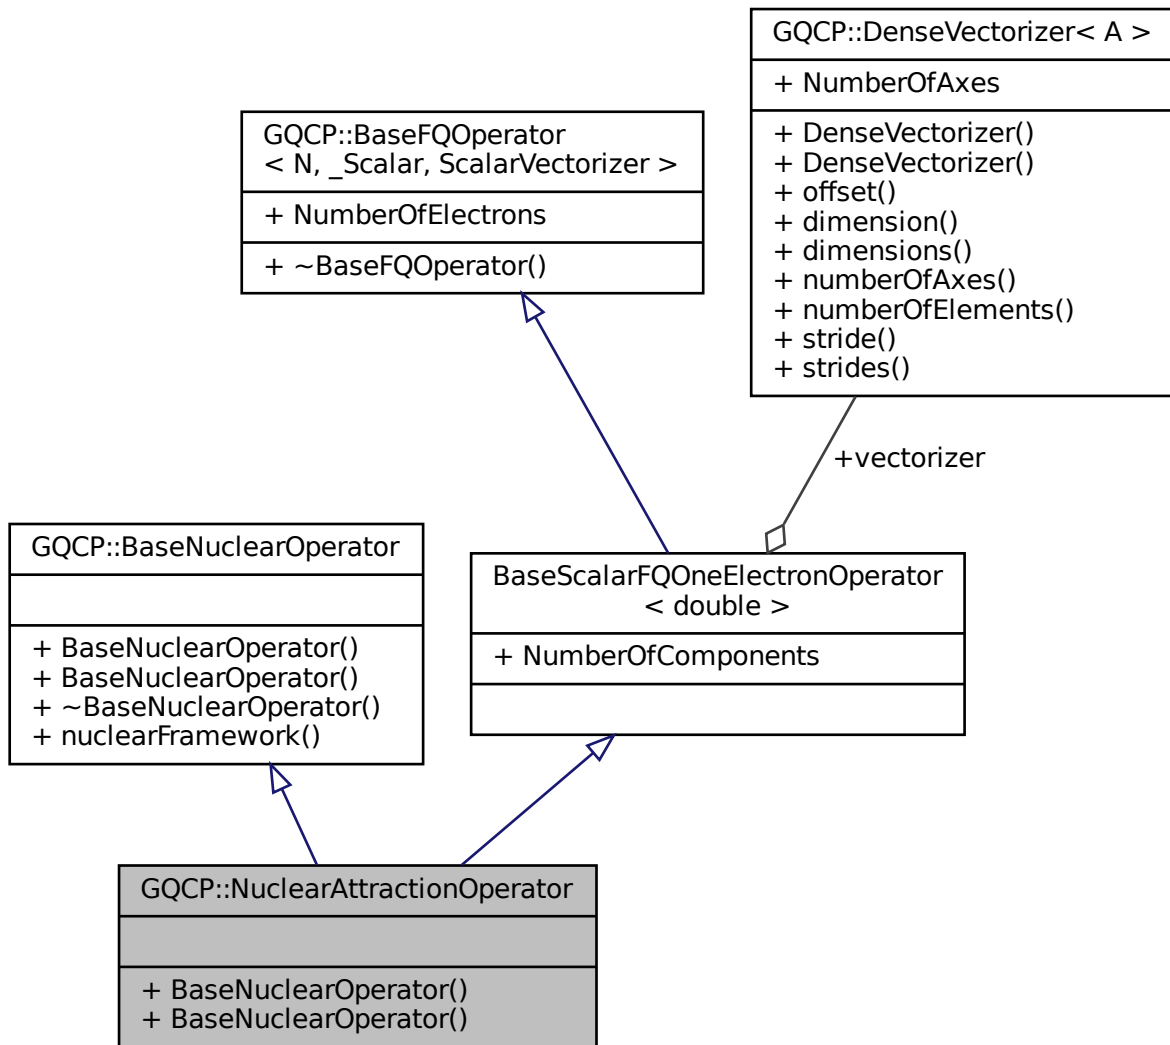 GQCP::DenseVectorizer< A >
+ NumberOfAxes
+ DenseVectorizer()
+ DenseVectorizer()
+ offset()
+ dimension()
+ dimensions()
+ numberOfAxes()
+ numberOfElements()
+ stride()
+ strides()
GQCP::BaseFQOperator
< N, _Scalar, ScalarVectorizer >
+ NumberOfElectrons
+ ~BaseFQOperator()
+vectorizer
GQCP::BaseNuclearOperator
+ BaseNuclearOperator()
+ BaseNuclearOperator()
+ ~BaseNuclearOperator()
+ nuclearFramework()
BaseScalarFQOneElectronOperator
< double >
+ NumberOfComponents
GQCP::NuclearAttractionOperator
+ BaseNuclearOperator()
+ BaseNuclearOperator()